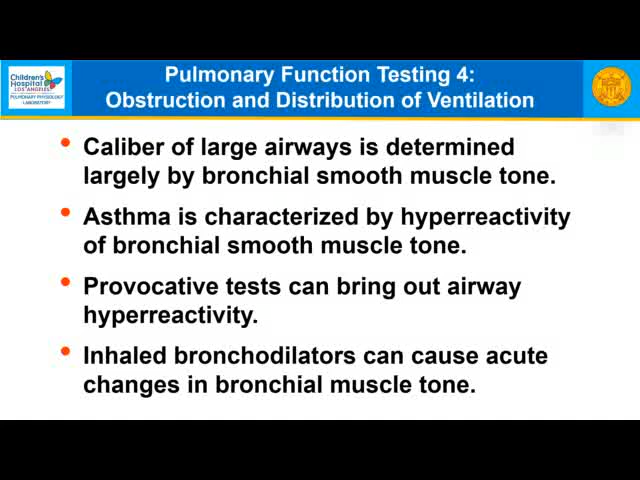 Children's
Hospital
LOS ANGELES
PULMONARY PHYSIOLOGY
LABORATORY
Pulmonary Function Testing 4:
Obstruction and Distribution of Ventilation
• Caliber of large airways is determined
largely by bronchial smooth muscle tone.
• Asthma is characterized by hyperreactivity
of bronchial smooth muscle tone.
• Provocative tests can bring out airway
hyperreactivity.
• Inhaled bronchodilators can cause acute
changes in bronchial muscle tone.